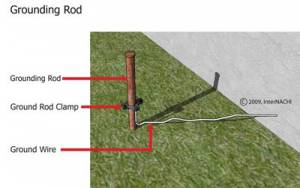 Grounding Rod
Grounding Rod
Ground Rod Clamp
© 2009, InterNACHI
Ground Wire